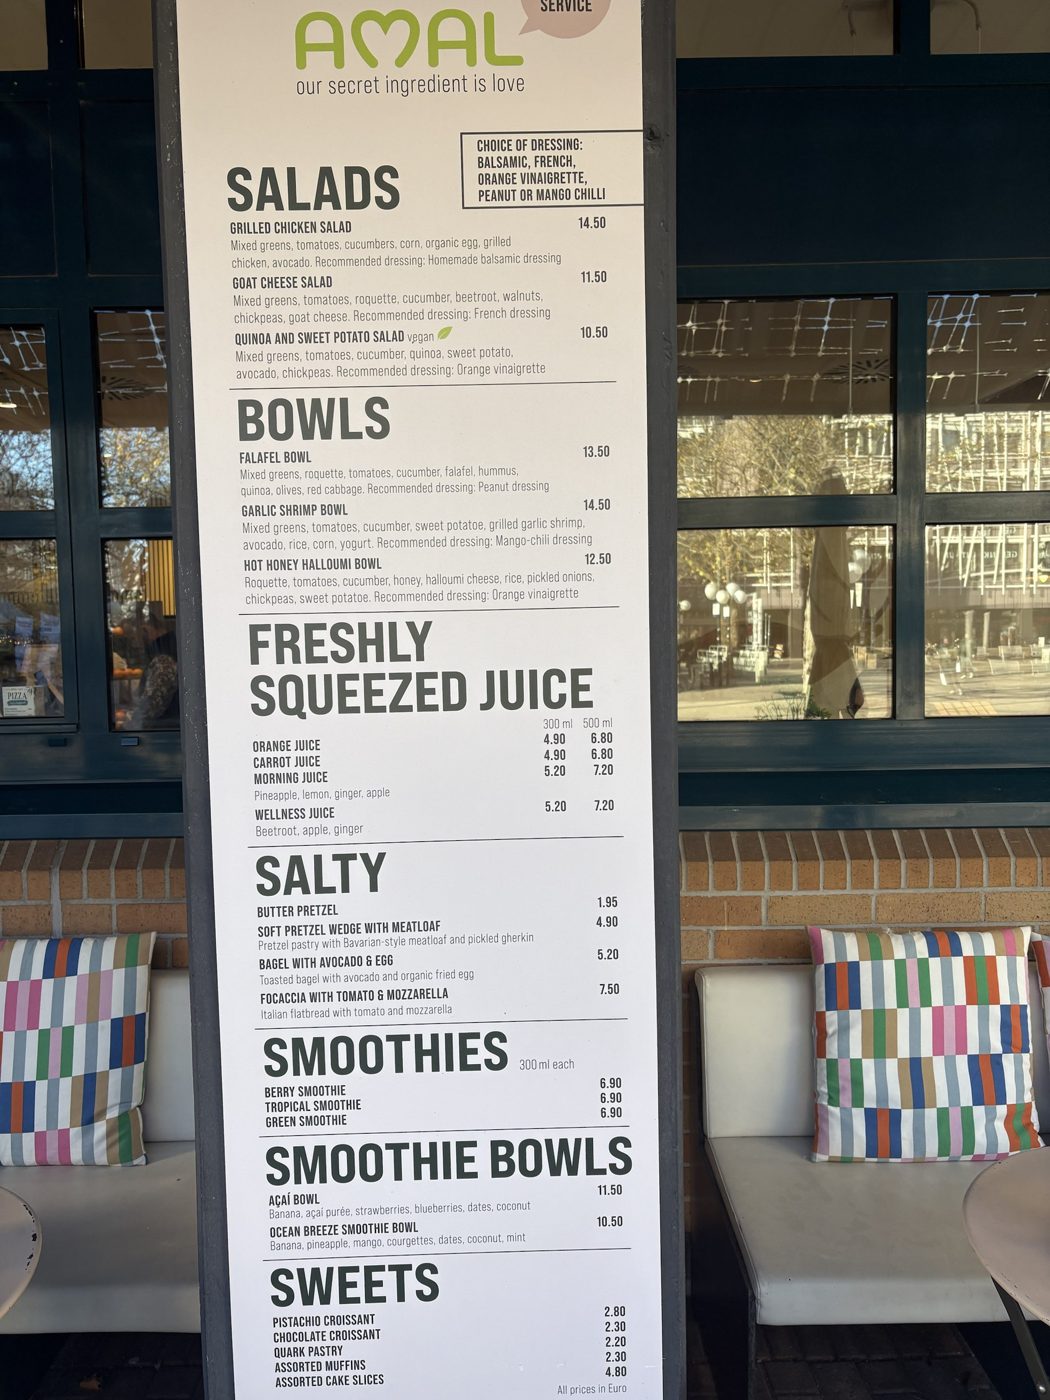 SERVICE
AMAL
our secret ingredient is love
CHOICE OF DRESSING:
BALSAMIC, FRENCH,
ORANGE VINAIGRETTE,
PEANUT OR MANGO CHILLI
SALADS
GRILLED CHICKEN SALAD 14.50
Mixed greens, tomatoes, cucumbers, corn, organic egg, grilled
chicken, avocado. Recommended dressing: Homemade balsamic dressing
GOAT CHEESE SALAD 11.50
Mixed greens, tomatoes, roquette, cucumber, beetroot, walnuts,
chickpeas, goat cheese. Recommended dressing: French dressing
QUINOA AND SWEET POTATO SALAD vegan 10.50
Mixed greens, tomatoes, cucumber, quinoa, sweet potato,
avocado, chickpeas. Recommended dressing: Orange vinaigrette
BOWLS
FALAFEL BOWL 13.50
Mixed greens, roquette, tomatoes, cucumber, falafel, hummus,
quinoa, olives, red cabbage. Recommended dressing: Peanut dressing
GARLIC SHRIMP BOWL 14.50
Mixed greens, tomatoes, cucumber, sweet potatoe, grilled garlic shrimp,
avocado, rice, corn, yogurt. Recommended dressing: Mango-chili dressing
HOT HONEY HALLOUMI BOWL 12.50
Roquette, tomatoes, cucumber, honey, halloumi cheese, rice, pickled onions,
chickpeas, sweet potatoe. Recommended dressing: Orange vinaigrette
FRESHLY
SQUEEZED JUICE
300 ml 500 ml
ORANGE JUICE 4.90 6.80
CARROT JUICE 4.90 6.80
MORNING JUICE 5.20 7.20
Pineapple, lemon, ginger, apple
WELLNESS JUICE 5.20 7.20
Beetroot, apple, ginger
SALTY
BUTTER PRETZEL 1.95
SOFT PRETZEL WEDGE WITH MEATLOAF 4.90
Pretzel pastry with Bavarian-style meatloaf and pickled gherkin
BAGEL WITH AVOCADO & EGG 5.20
Toasted bagel with avocado and organic fried egg
FOCACCIA WITH TOMATO & MOZZARELLA 7.50
Italian flatbread with tomato and mozzarella
SMOOTHIES 300 ml each
BERRY SMOOTHIE 6.90
TROPICAL SMOOTHIE 6.90
GREEN SMOOTHIE 6.90
SMOOTHIE BOWLS
AÇAÍ BOWL 11.50
Banana, açaí purée, strawberries, blueberries, dates, coconut
OCEAN BREEZE SMOOTHIE BOWL 10.50
Banana, pineapple, mango, courgettes, dates, coconut, mint
SWEETS
PISTACHIO CROISSANT 2.80
CHOCOLATE CROISSANT 2.30
QUARK PASTRY 2.20
ASSORTED MUFFINS 2.30
ASSORTED CAKE SLICES 4.80
All prices in Euro
PIZZA